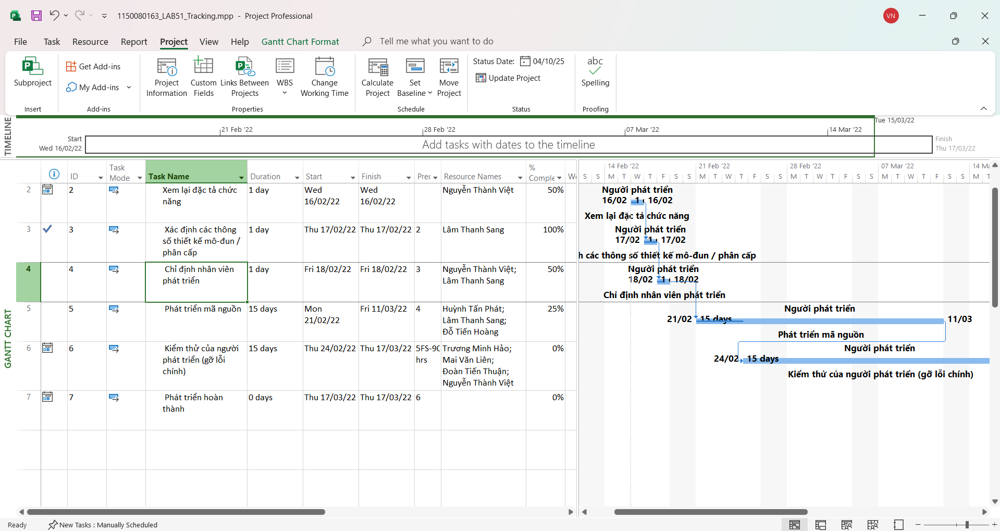 1150080163_LAB51_Tracking.mpp - Project Professional
VN
File Task Resource Report Project View Help Gantt Chart Format Tell me what you want to do
Subproject
Insert
Get Add-ins
My Add-ins
Add-ins
Project Information
Custom Fields
Links Between Projects
WBS
Change Working Time
Properties
Calculate Project
Set Baseline
Move Project
Schedule
Status Date: 04/10/25
Update Project
Status
abc
Spelling
Proofing
TIMELINE
Tue 15/03/22
21 Feb '22 28 Feb '22 07 Mar '22 14 Mar '22
Start
Wed 16/02/22
Add tasks with dates to the timeline
Finish
Thu 17/03/22
GANTT CHART
ID Task Mode Task Name Duration Start Finish Prec Resource Names % Comple
2 2 Xem lại đặc tả chức năng 1 day Wed 16/02/22 Wed 16/02/22 Nguyễn Thành Việt 50%
3 3 Xác định các thông số thiết kế mô-đun / phân cấp 1 day Thu 17/02/22 Thu 17/02/22 2 Lâm Thanh Sang 100%
4 4 Chỉ định nhân viên phát triển 1 day Fri 18/02/22 Fri 18/02/22 3 Nguyễn Thành Việt; Lâm Thanh Sang 50%
5 5 Phát triển mã nguồn 15 days Mon 21/02/22 Fri 11/03/22 4 Huỳnh Tấn Phát; Lâm Thanh Sang; Đỗ Tiến Hoàng 25%
6 6 Kiểm thử của người phát triển (gỡ lỗi chính) 15 days Thu 24/02/22 Thu 17/03/22 5FS-90 hrs Trương Minh Hảo; Mai Văn Liên; Đoàn Tiến Thuận; Nguyễn Thành Việt 0%
7 7 Phát triển hoàn thành 0 days Thu 17/03/22 Thu 17/03/22 6 0%
14 Feb '22 21 Feb '22 28 Feb '22 07 Mar '22
S S M T W T F S S M T W T F S S M T W T F S S M T W T F S S M T
Người phát triển
16/02 1 16/02
Xem lại đặc tả chức năng
Người phát triển
17/02 1 17/02
các thông số thiết kế mô-đun / phân cấp
Người phát triển
18/02 1 18/02
Chỉ định nhân viên phát triển
Người phát triển
21/02 15 days 11/03
Phát triển mã nguồn
Người phát triển
24/02 15 days
Kiểm thử của người phát triển (gỡ lỗi chính)
Ready New Tasks : Manually Scheduled